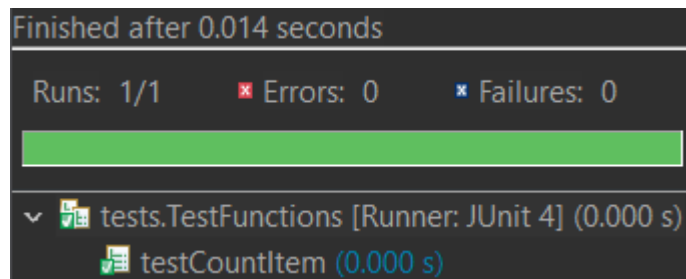 Finished after 0.014 seconds
Runs: 1/1 Errors: 0 Failures: 0
tests.TestFunctions [Runner: JUnit 4] (0.000 s)
testCountItem (0.000 s)